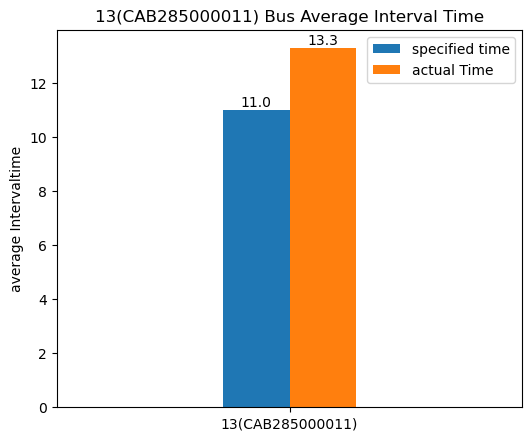 13(CAB285000011) Bus Average Interval Time
specified time
actual Time
13.3
11.0
average Intervaltime
12
10
8
6
4
2
0
13(CAB285000011)